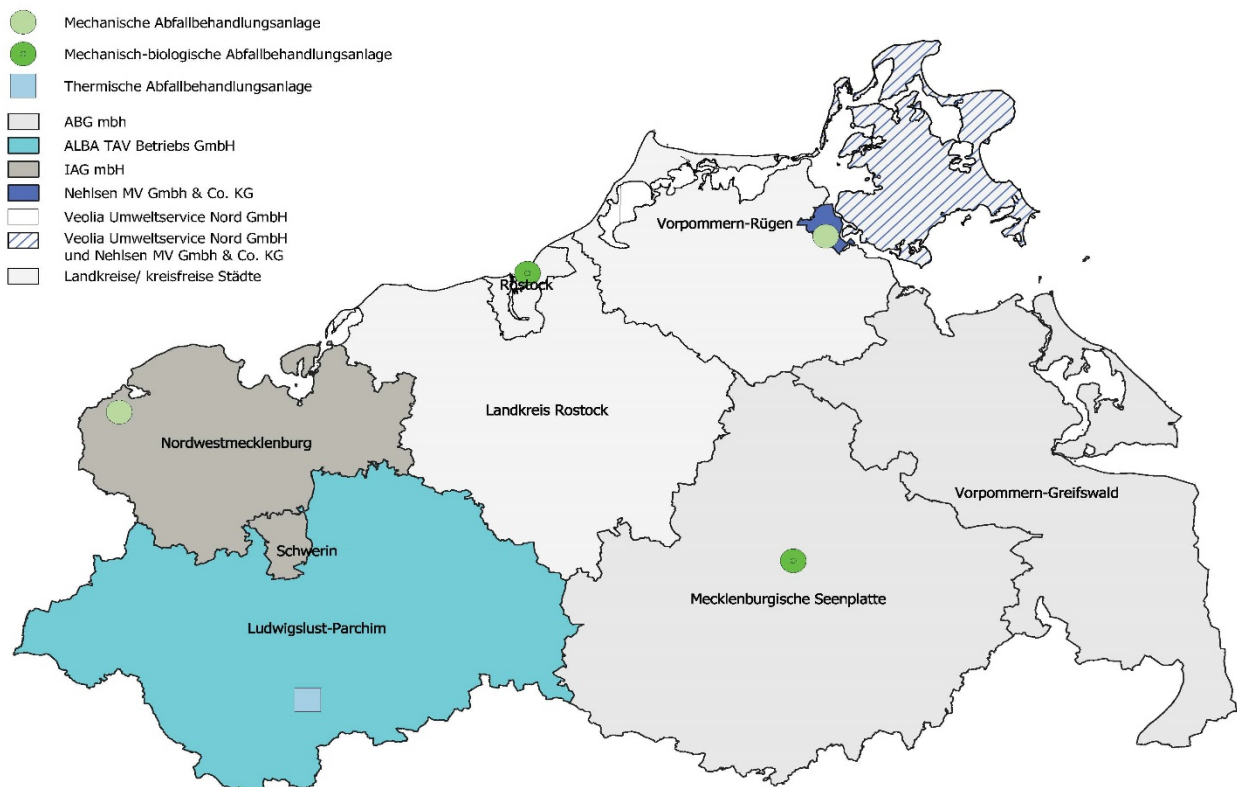 Mechanische Abfallbehandlungsanlage
Mechanisch-biologische Abfallbehandlungsanlage
Thermische Abfallbehandlungsanlage
ABG mbh
ALBA TAV Betriebs GmbH
IAG mbH
Nehlsen MV Gmbh & Co. KG
Veolia Umweltservice Nord GmbH
Veolia Umweltservice Nord GmbH
und Nehlsen MV GmbH & Co. KG
Landkreise/ kreisfreise Städte
Vorpommern-Rügen
Rostock
Landkreis Rostock
Nordwestmecklenburg
Vorpommern-Greifswald
Schwerin
Mecklenburgische Seenplatte
Ludwigslust-Parchim